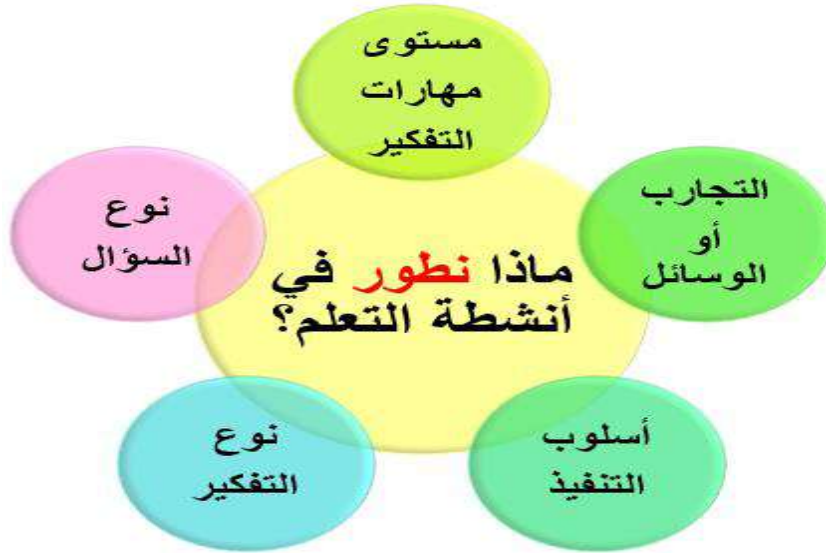 مستوى
مهارات
التفكير
التجارب
أو
الوسائل
نوع
السؤال
ماذا نطور في
أنشطة التعلم؟
أسلوب
التنفيذ
نوع
التفكير